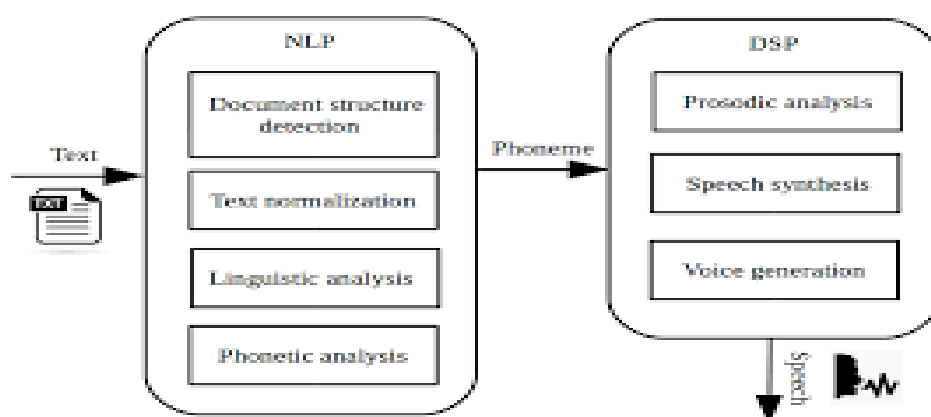 NLP
Document structure
detection
Text normalization
Linguistic analysis
Phonetic analysis
Text
TXT
Phoneme
DSP
Prosodic analysis
Speech synthesis
Voice generation
Speech